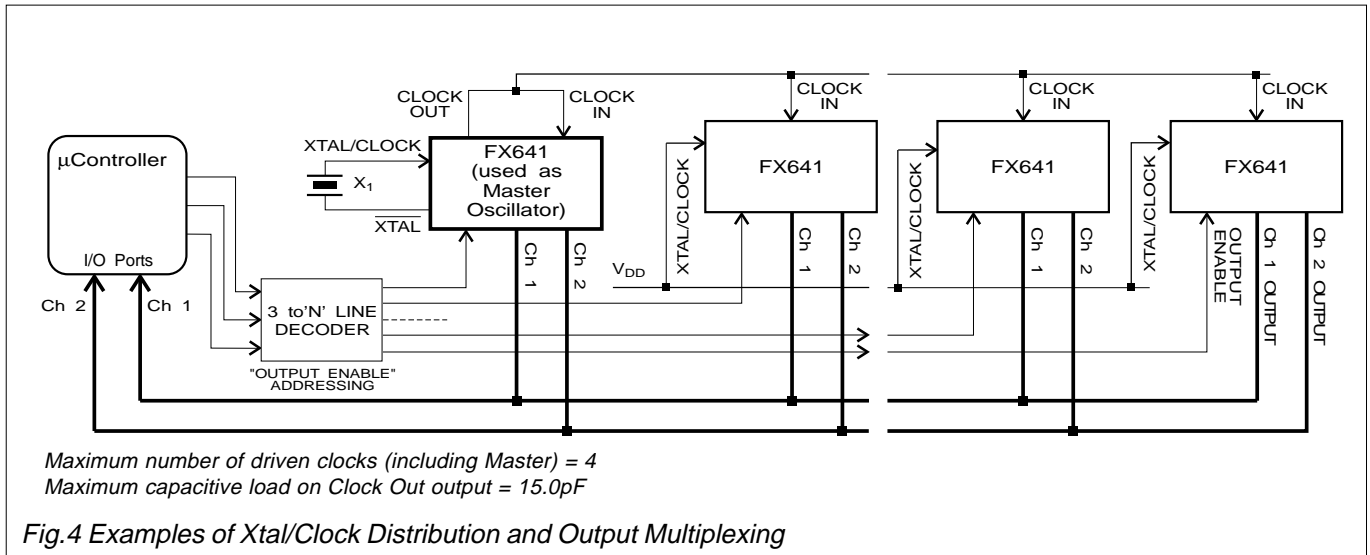 CLOCK
OUT
CLOCK
IN
CLOCK
IN
CLOCK
IN
CLOCK
IN
µController
XTAL/CLOCK
X1
XTAL
FX641
(used as
Master
Oscillator)
FX641
FX641
FX641
XTAL/CLOCK
XTAL/CLOCK
XTAL/CLOCK
I/O Ports
Ch 2
Ch 1
3 to'N' LINE
DECODER
"OUTPUT ENABLE"
ADDRESSING
Ch 1
Ch 2
VDD
Ch 1
Ch 2
Ch 1
Ch 2
OUTPUT
ENABLE
Ch 1 OUTPUT
Ch 2 OUTPUT
Maximum number of driven clocks (including Master) = 4
Maximum capacitive load on Clock Out output = 15.0pF
Fig.4 Examples of Xtal/Clock Distribution and Output Multiplexing